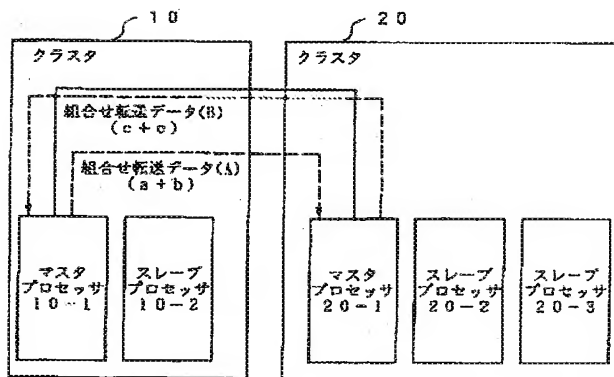 10
20
クラスタ
クラスタ
組合せ転送データ(B)
(c+e)
組合せ転送データ(A)
(a+b)
マスタ
プロセッサ
10-1
スレーブ
プロセッサ
10-2
マスタ
プロセッサ
20-1
スレーブ
プロセッサ
20-2
スレーブ
プロセッサ
20-3